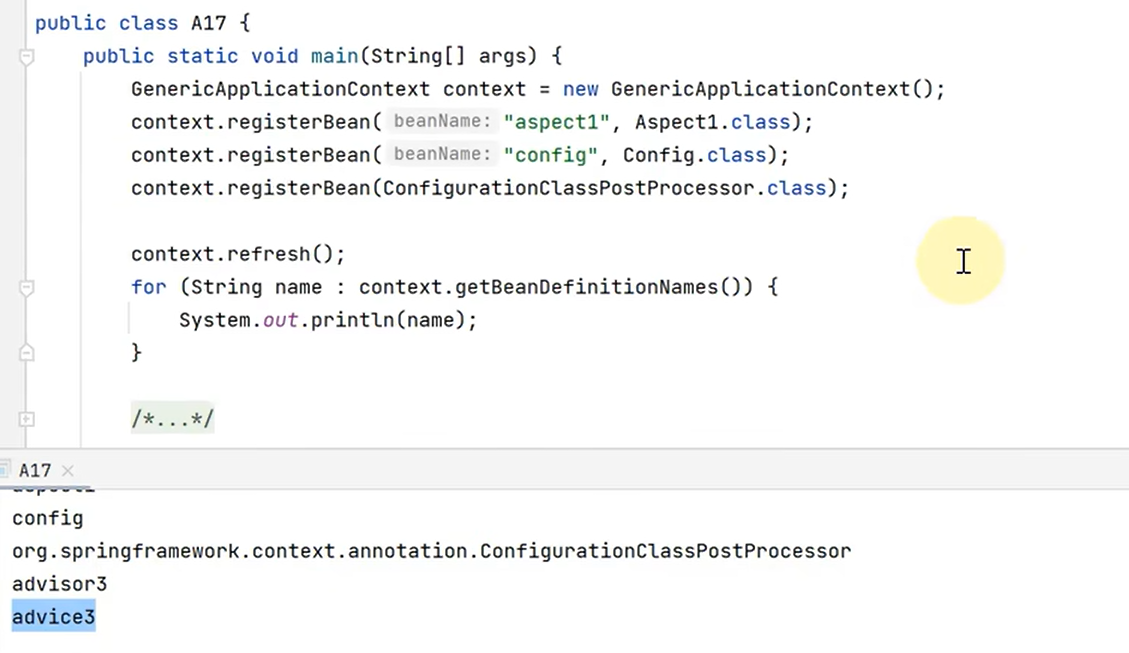 public class A17 {
public static void main(String[] args) {
GenericApplicationContext context = new GenericApplicationContext();
context.registerBean( beanName: "aspect1", Aspect1.class);
context.registerBean( beanName: "config", Config.class);
context.registerBean(ConfigurationClassPostProcessor.class);
context.refresh();
for (String name : context.getBeanDefinitionNames()) {
System.out.println(name);
}
/*...*/
A17
aspect1
config
org.springframework.context.annotation.ConfigurationClassPostProcessor
advisor3
advice3